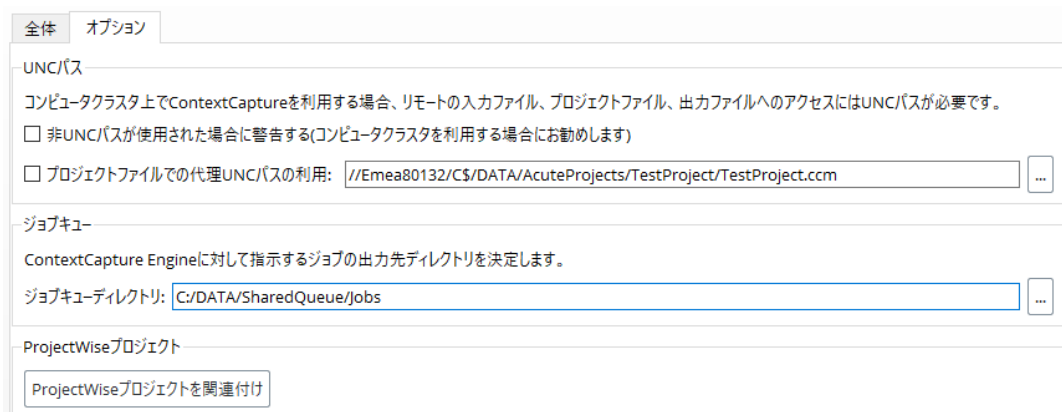 全体 オプション
UNCパス
コンピュータクラスタ上でContextCaptureを利用する場合、リモートの入力ファイル、プロジェクトファイル、出力ファイルへのアクセスにはUNCパスが必要です。
非UNCパスが使用された場合に警告する(コンピュータクラスタを利用する場合にお勧めします)
プロジェクトファイルでの代理UNCパスの利用: //Emea80132/C$/DATA/AcuteProjects/TestProject/TestProject.ccm ...
ジョブキュー
ContextCapture Engineに対して指示するジョブの出力先ディレクトリを決定します。
ジョブキューディレクトリ: C:/DATA/SharedQueue/Jobs ...
ProjectWiseプロジェクト
ProjectWiseプロジェクトを関連付け